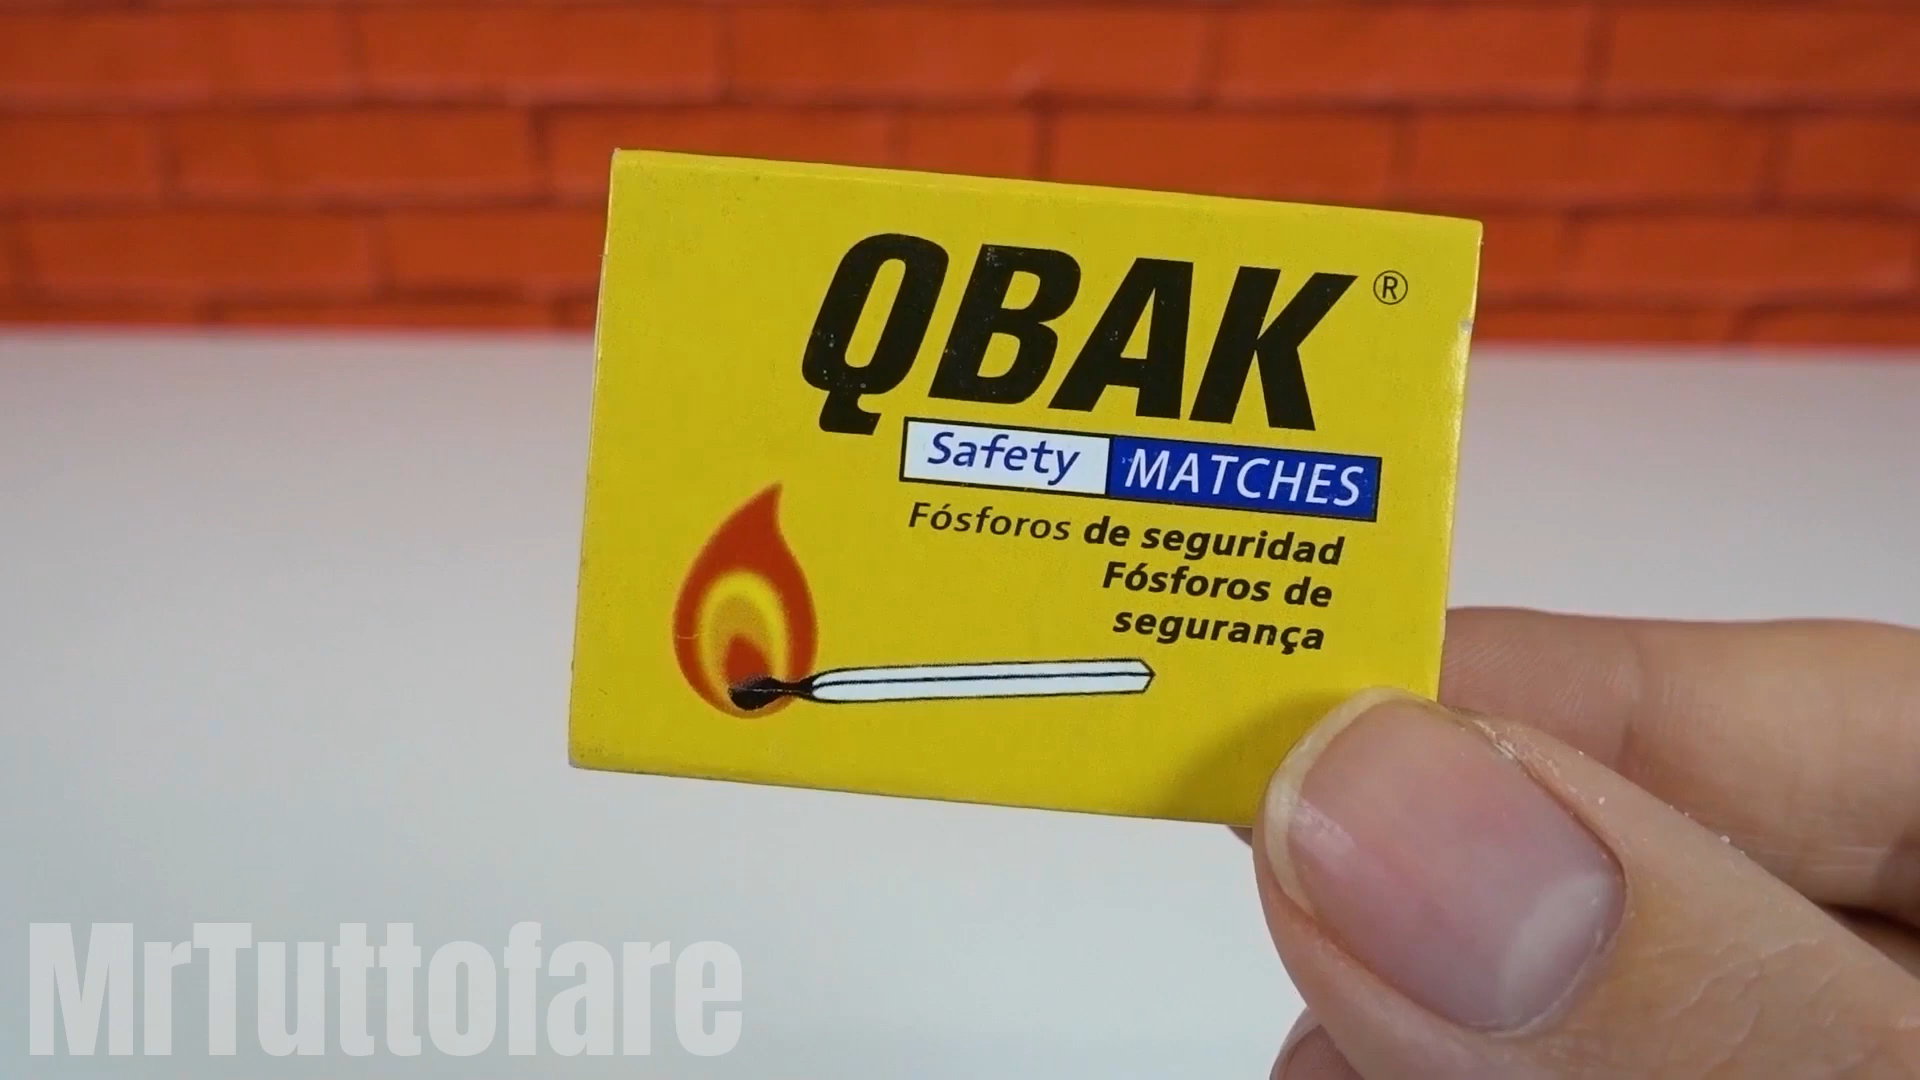 QBAK®
Safety MATCHES
Fósforos de seguridad
Fósforos de
segurança
MrTuttofare